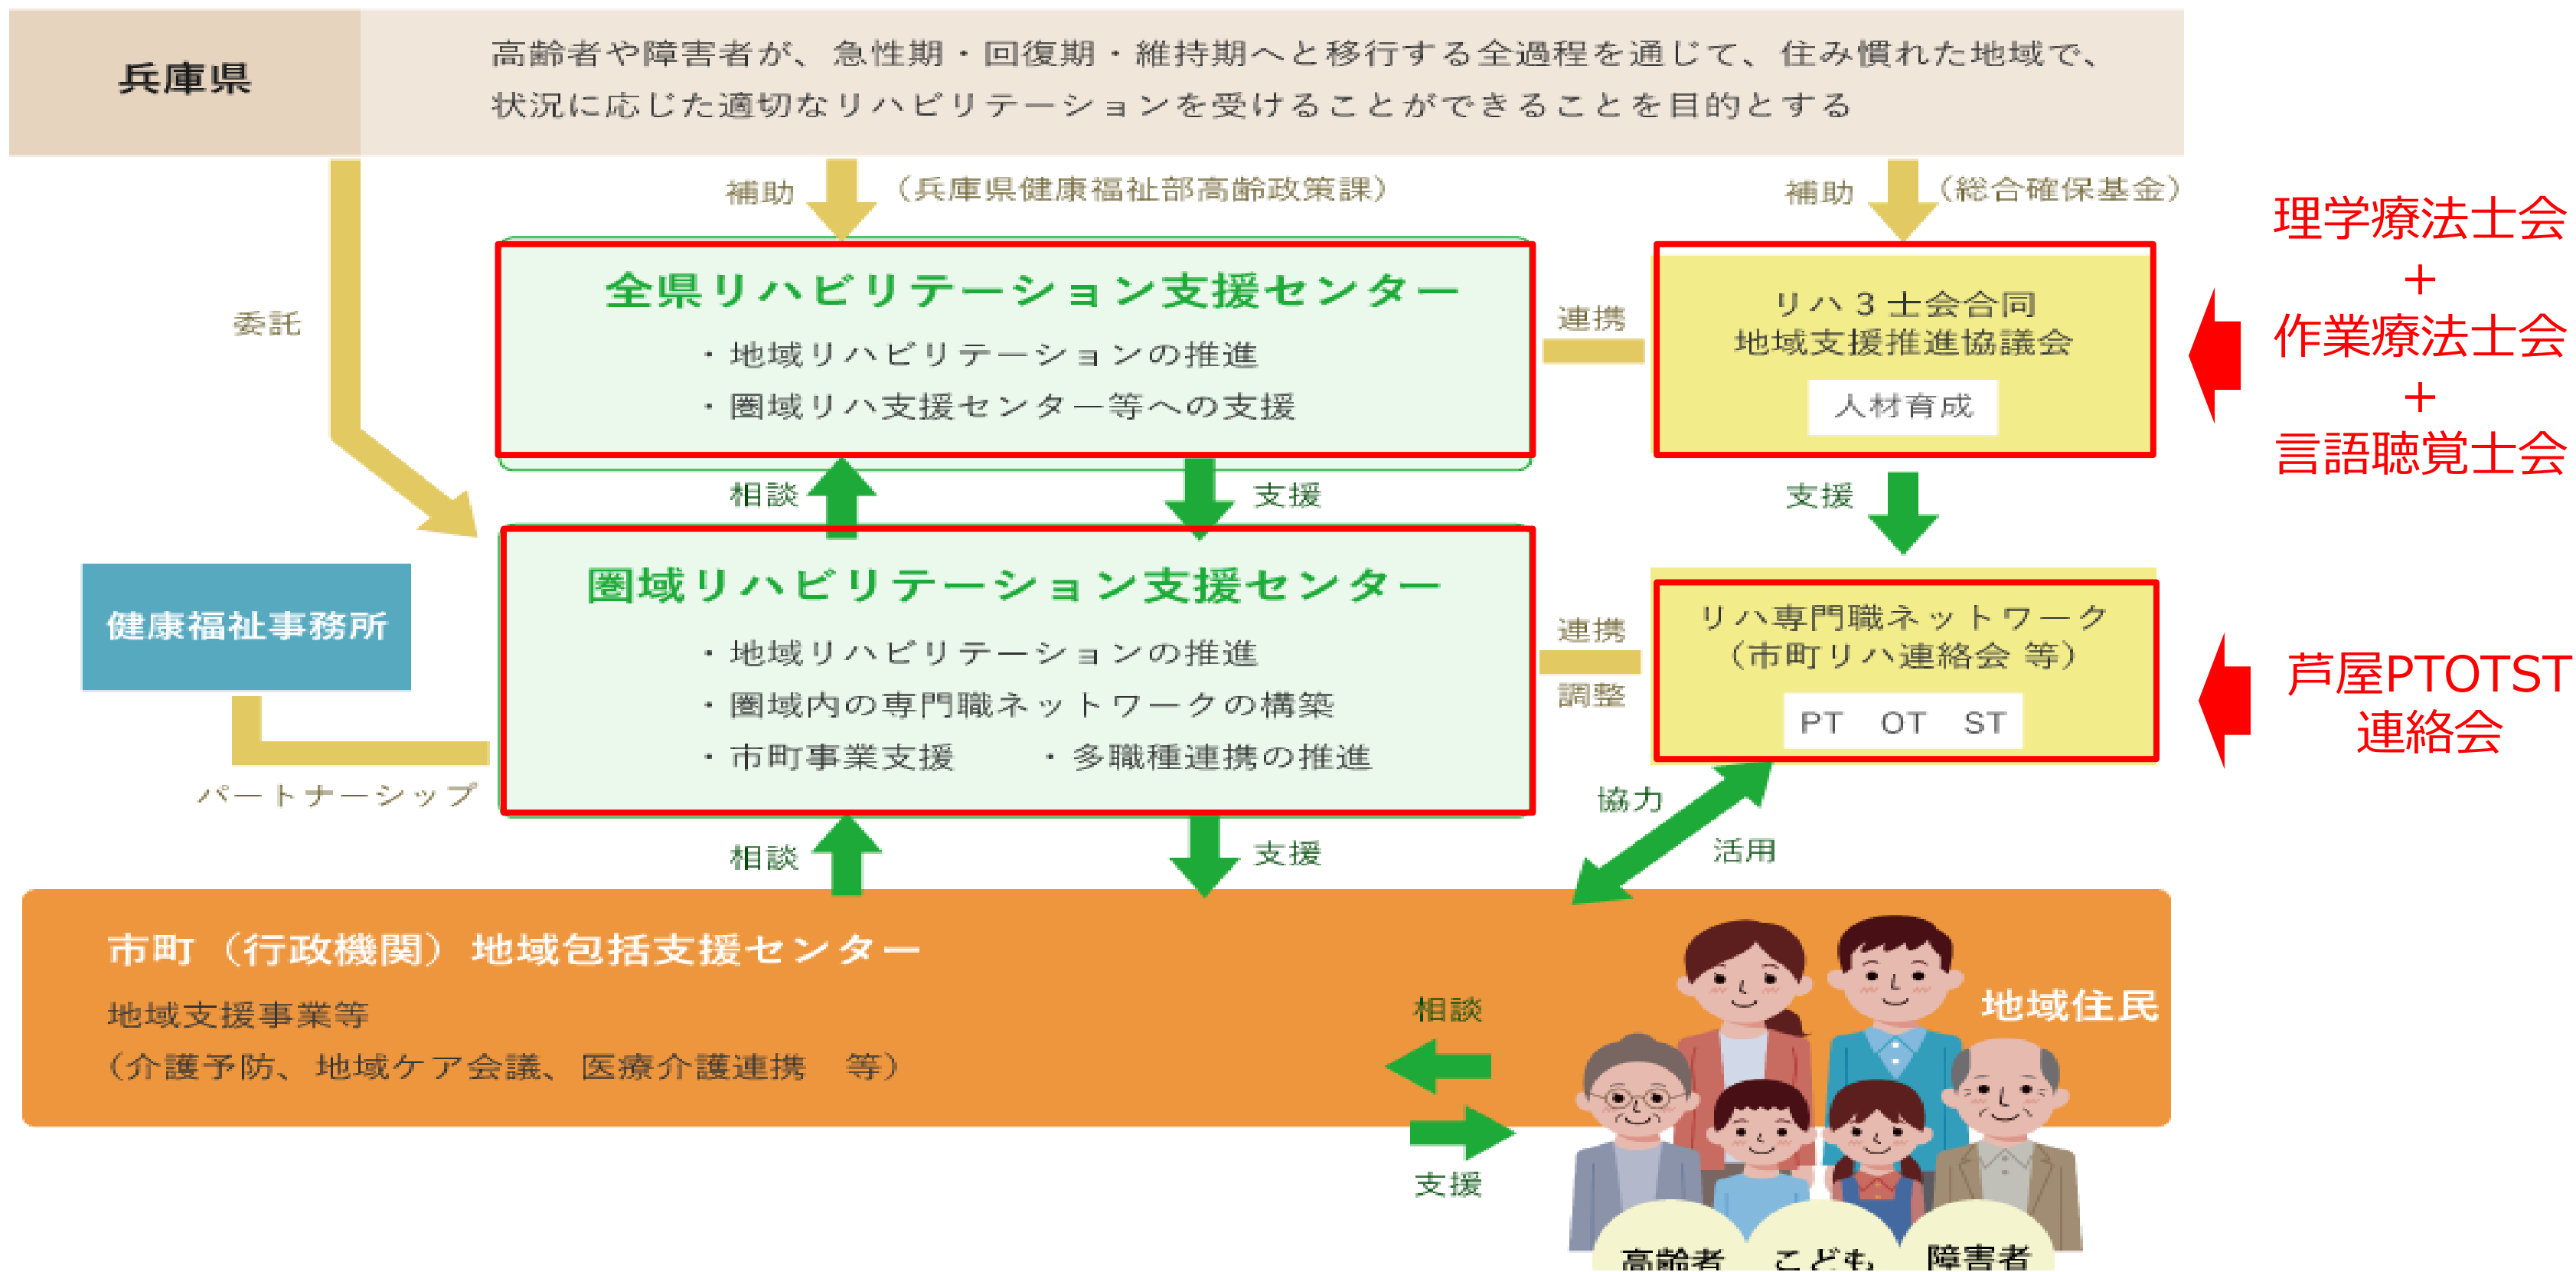 兵庫県
高齢者や障害者が、急性期・回復期・維持期へと移行する全過程を通じて、住み慣れた地域で、
状況に応じた適切なリハビリテーションを受けることができることを目的とする
補助
（兵庫県健康福祉部高齢政策課）
補助
（総合確保基金）
委託
全県リハビリテーション支援センター
・地域リハビリテーションの推進
・圏域リハ支援センター等への支援
連携
リハ３士会合同
地域支援推進協議会
人材育成
理学療法士会
+
作業療法士会
+
言語聴覚士会
相談
支援
支援
健康福祉事務所
パートナーシップ
圏域リハビリテーション支援センター
・地域リハビリテーションの推進
・圏域内の専門職ネットワークの構築
・市町事業支援　　・多職種連携の推進
連携
調整
リハ専門職ネットワーク
（市町リハ連絡会 等）
PT　OT　ST
芦屋PTOTST
連絡会
相談
支援
協力
活用
市町（行政機関）地域包括支援センター
地域支援事業等
（介護予防、地域ケア会議、医療介護連携　等）
相談
支援
地域住民
高齢者
こども
障害者